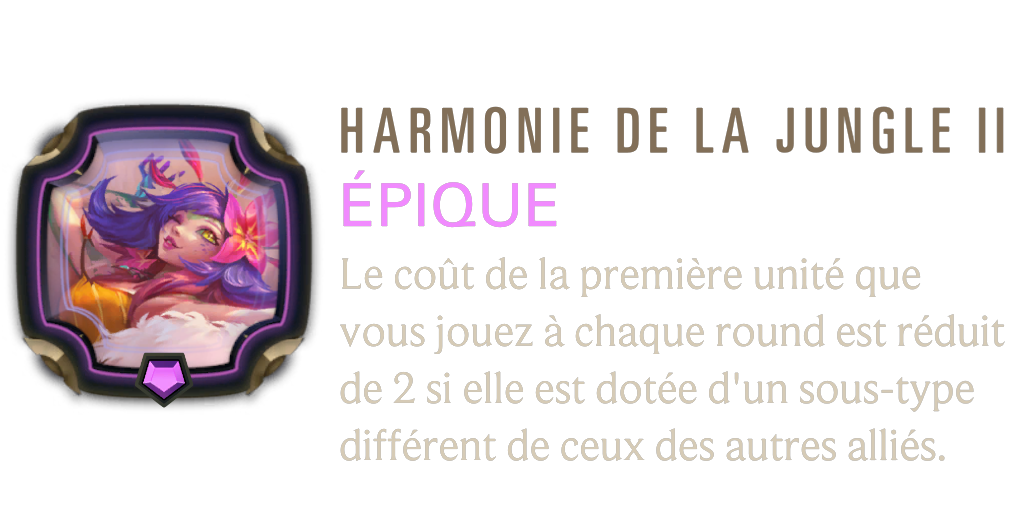 HARMONIE DE LA JUNGLE II
ÉPIQUE
Le coût de la première unité que
vous jouez à chaque round est réduit
de 2 si elle est dotée d'un sous-type
différent de ceux des autres alliés.